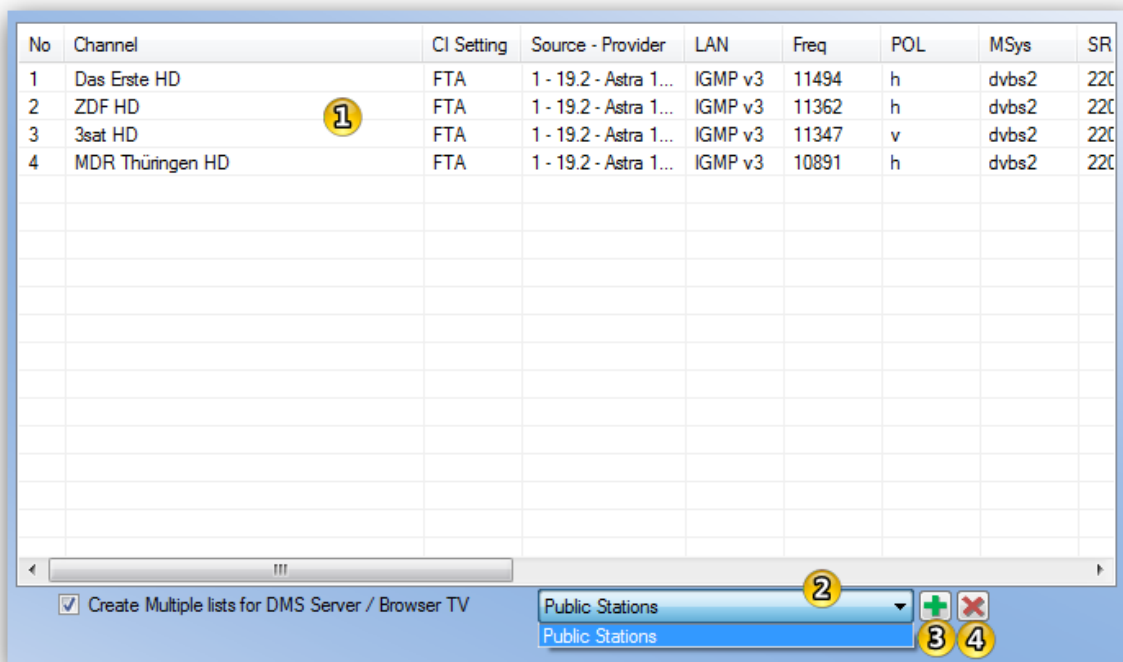 No Channel CI Setting Source - Provider LAN Freq POL MSys SR
1 Das Erste HD FTA 1 - 19.2 - Astra 1... IGMP v3 11494 h dvbs2 220
2 ZDF HD FTA 1 - 19.2 - Astra 1... IGMP v3 11362 h dvbs2 220
3 3sat HD FTA 1 - 19.2 - Astra 1... IGMP v3 11347 v dvbs2 220
4 MDR Thüringen HD FTA 1 - 19.2 - Astra 1... IGMP v3 10891 h dvbs2 220
1
Create Multiple lists for DMS Server / Browser TV
Public Stations
2
Public Stations
3 4